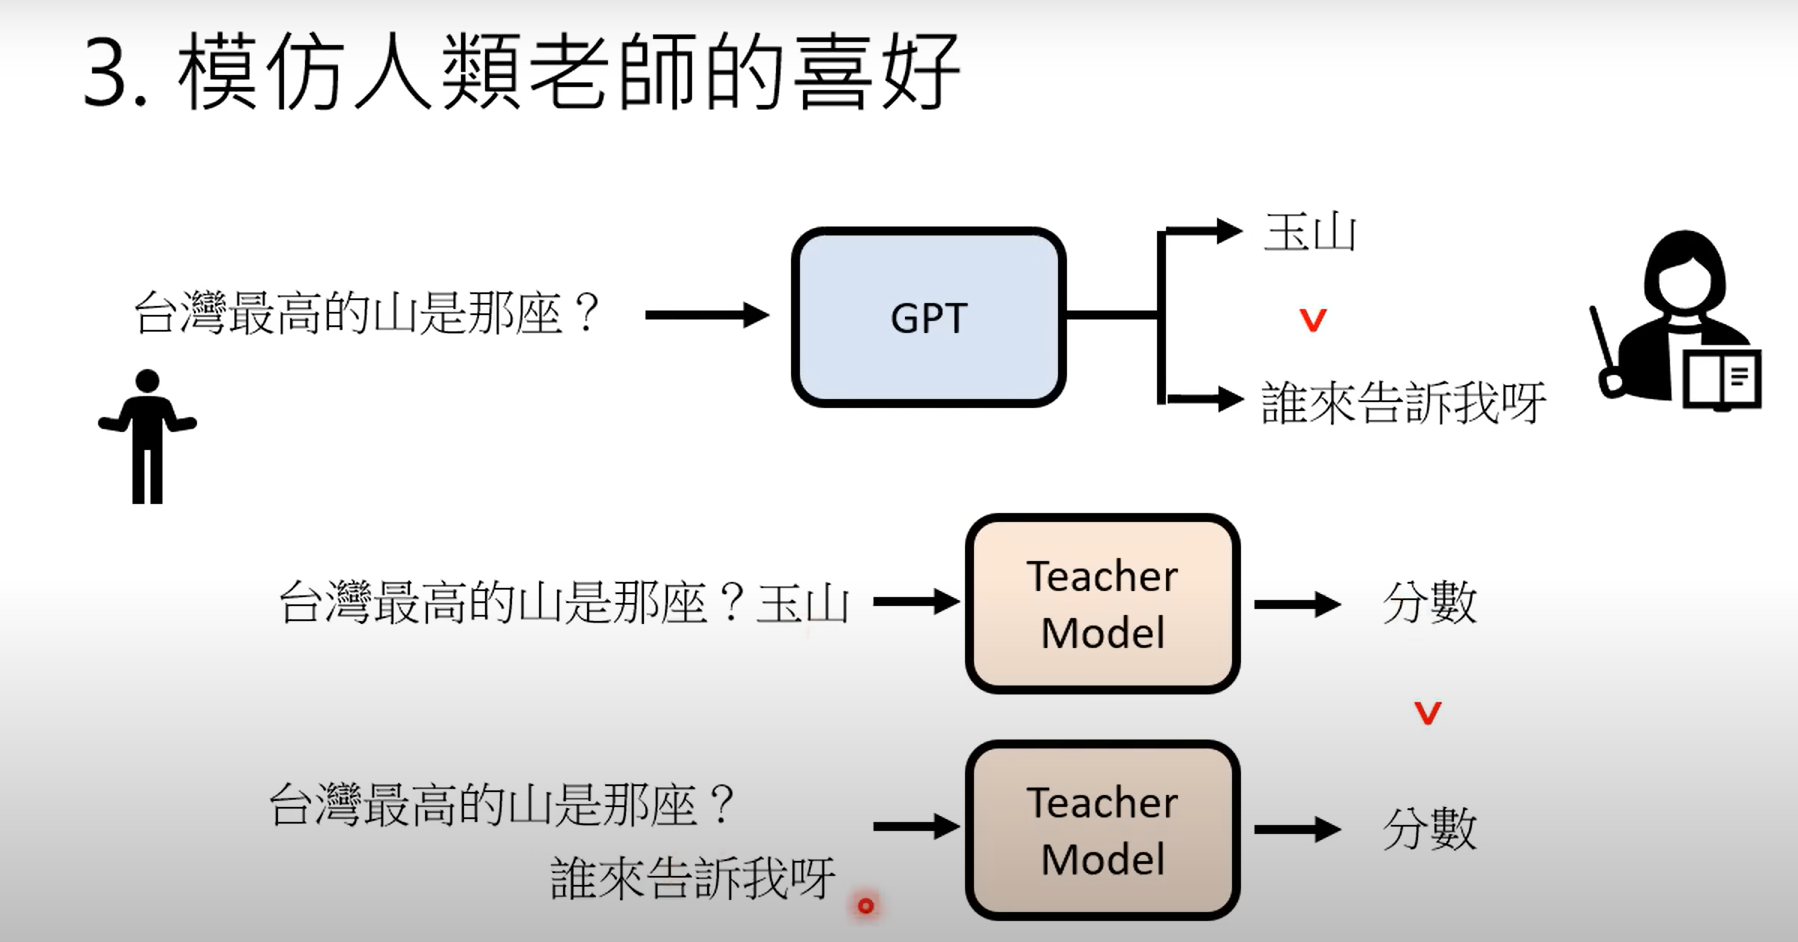 3. 模仿人類老師的喜好
玉山
台灣最高的山是那座？
GPT
v
誰來告訴我呀
台灣最高的山是那座？玉山
Teacher
Model
分數
v
台灣最高的山是那座？
誰來告訴我呀
Teacher
Model
分數